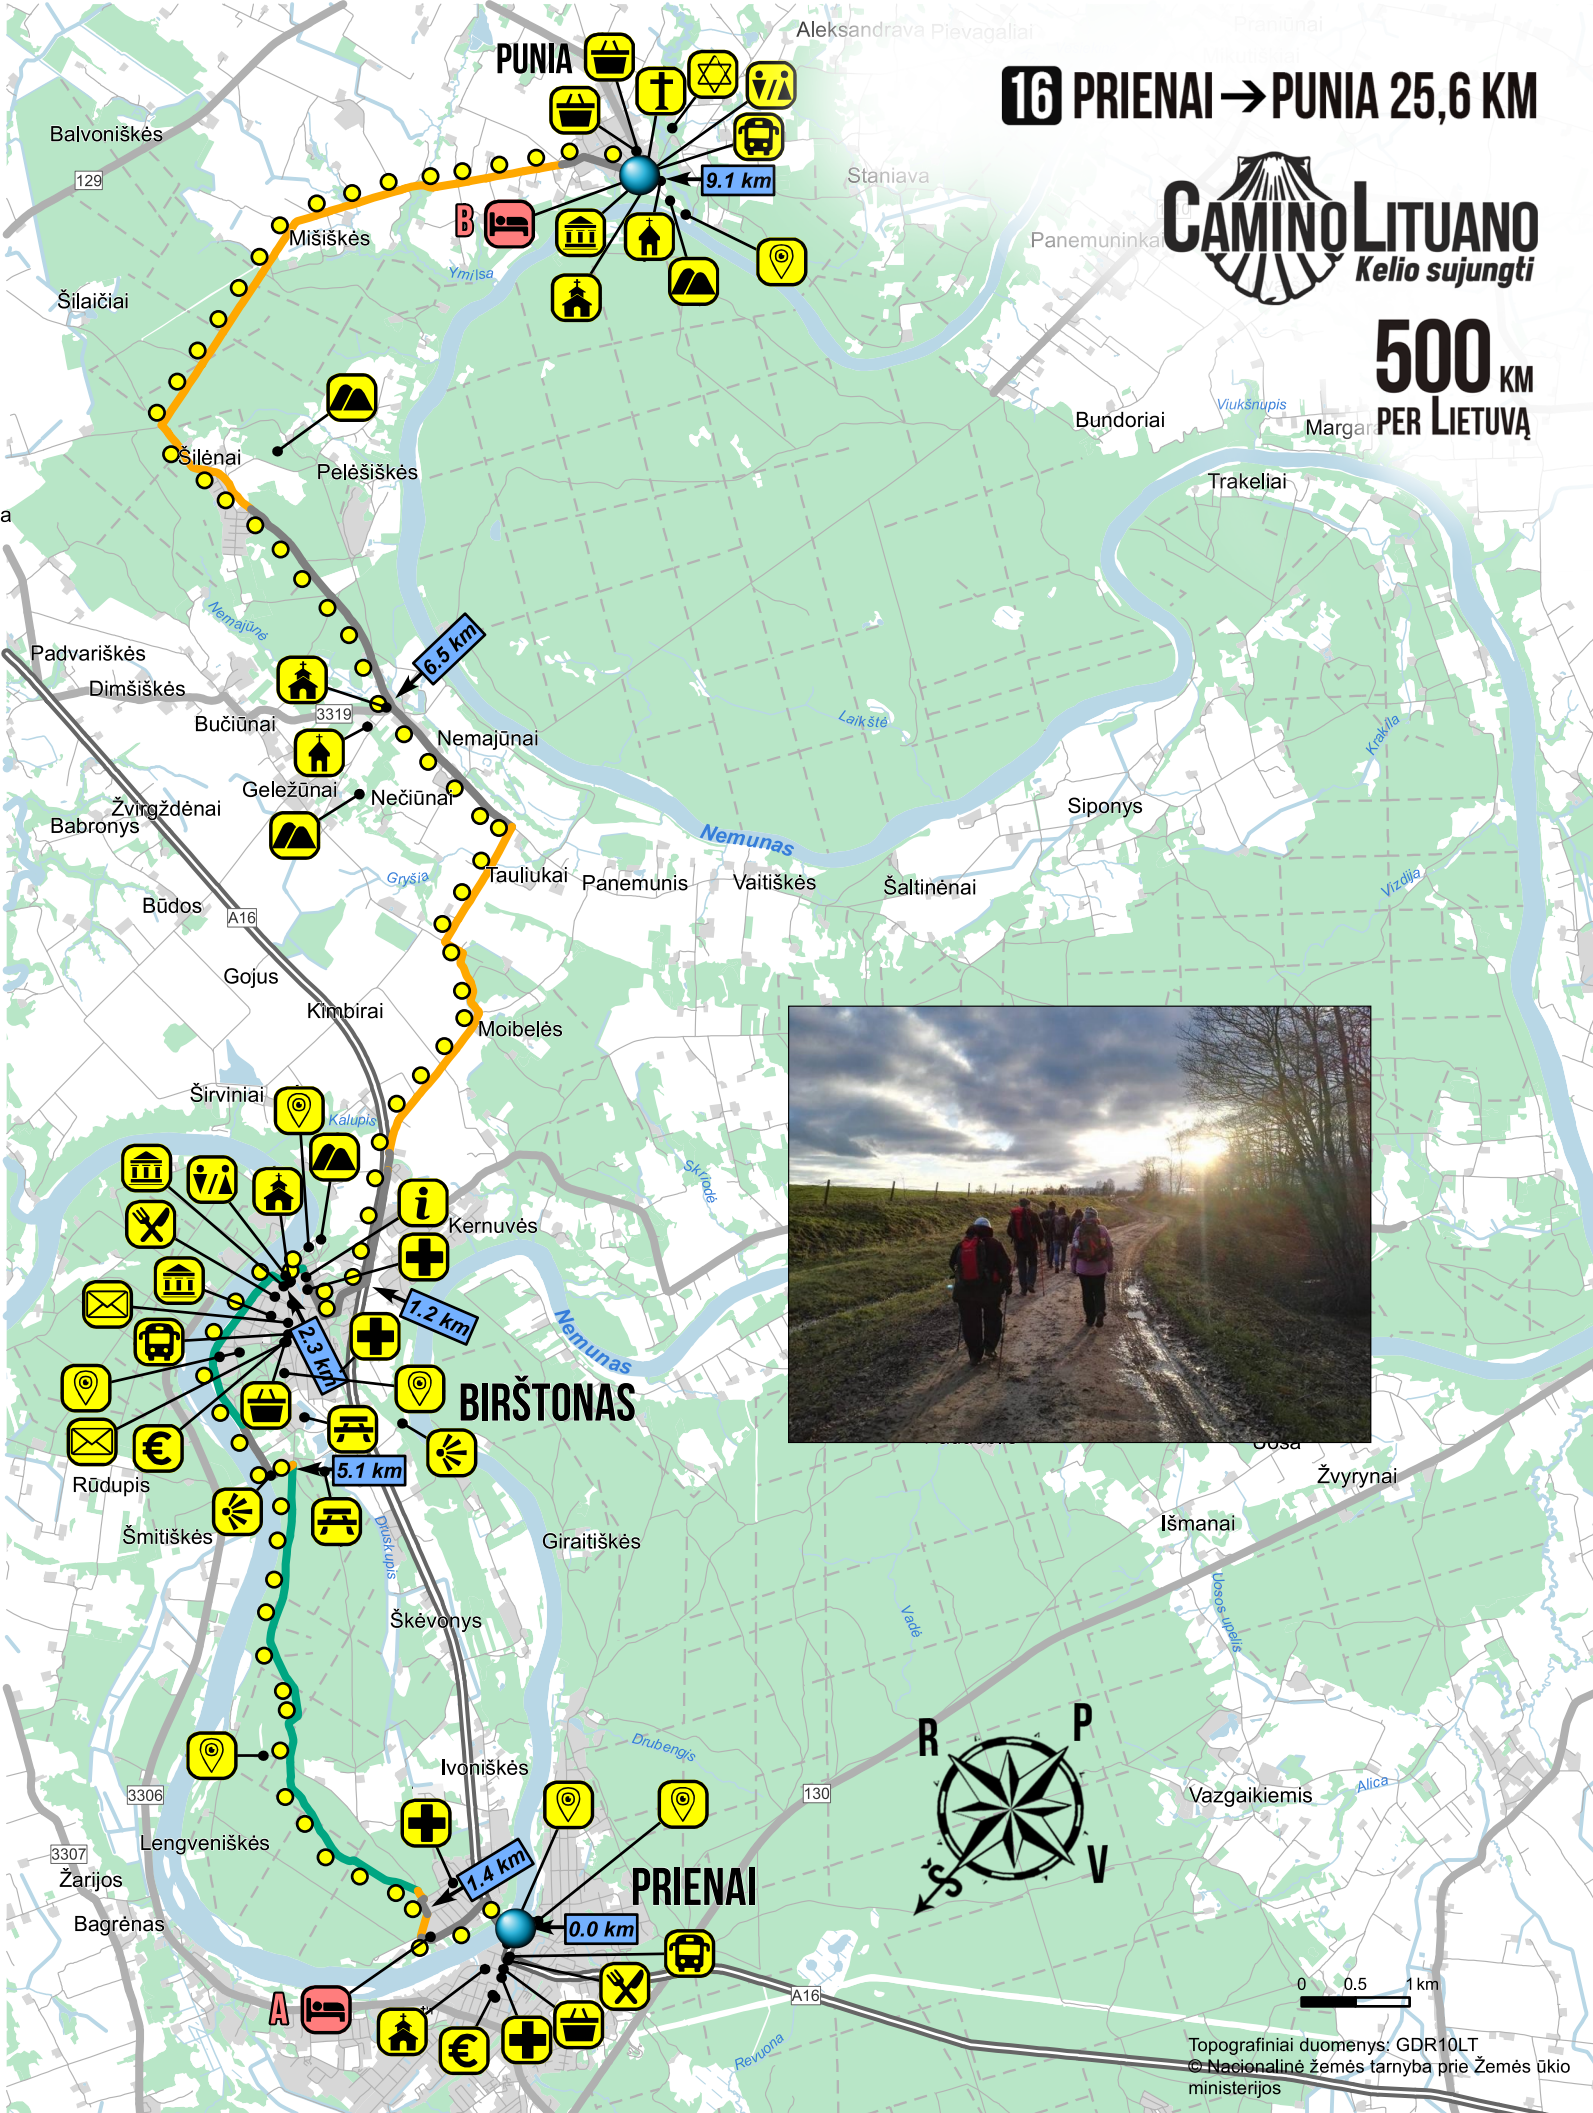 Aleksandrava Pievagaliai
Praniūnai
PUNIA
16 PRIENAI → PUNIA 25,6 KM
Balvoniškės
129
Staniava
9.1 km
B
Mišiškės
Panemuninkai
CAMINO LITUANO
Kelio sujungti
Ymilsa
Šilaičiai
500 KM
PER LIETUVĄ
Bundoriai
Viukšnupis
Margar
Šilėnai
Pelėšiškės
Trakeliai
a
Nemajūnė
6.5 km
Padvariškės
Dimšiškės
Bučiūnai
3319
Laikštė
Krakila
Nemajūnai
Geležūnai
Nečiūnai
Žvirgždėnai
Babronys
Siponys
Nemunas
Gryšia
Tauliukai
Panemunis
Vaitiškės
Šaltinėnai
Vizdija
Būdos
A16
Gojus
Kimbirai
Moibelės
Širviniai
Kalupis
Skriodė
Kernuvės
1.2 km
2.3 km
Nemunas
BIRŠTONAS
5.1 km
Rūdupis
Uosa
Žvyrynai
Šmitiškės
Druskupis
Giraitiškės
Išmanai
Uosos upelis
Vadė
Škėvonys
R
P
Drubengis
Ivoniškės
3306
130
Vazgaikiemis
Alica
Lengveniškės
3307
Žarijos
1.4 km
PRIENAI
V
Š
Bagrėnas
0.0 km
A
A16
0 0.5 1 km
Revuona
Topografiniai duomenys: GDR10LT
© Nacionalinė žemės tarnyba prie Žemės ūkio
ministerijos